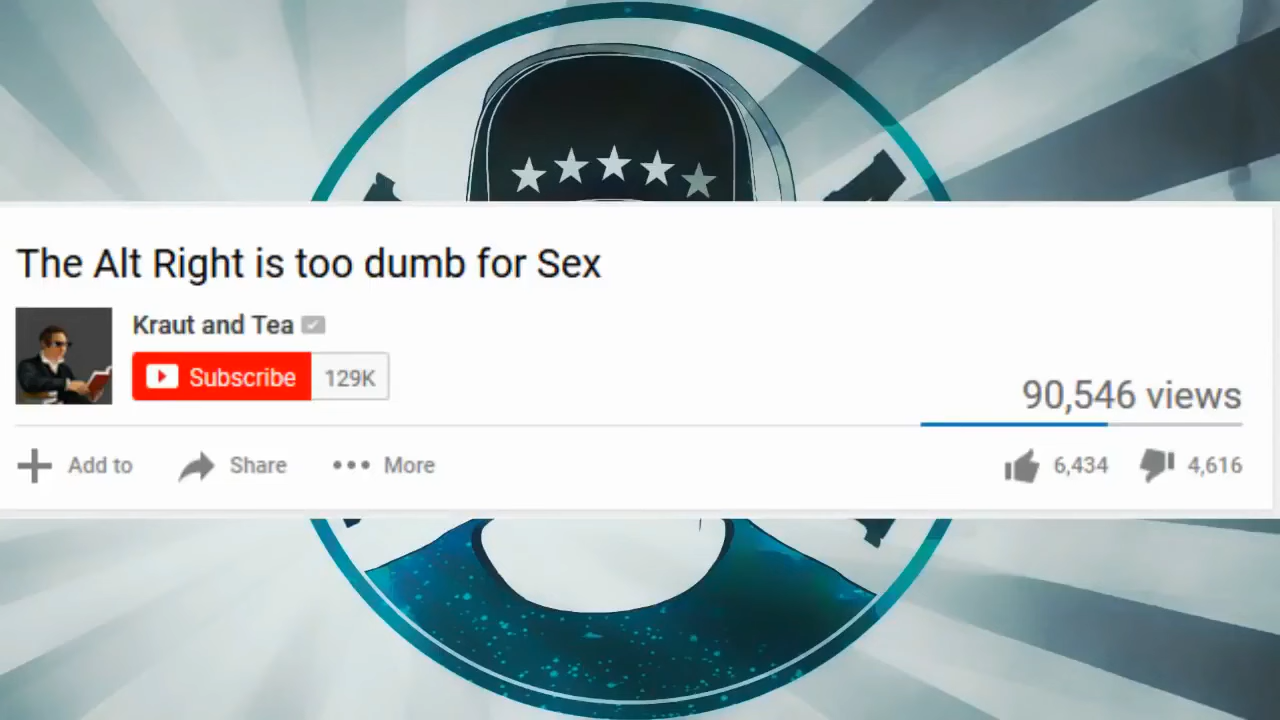 The Alt Right is too dumb for Sex
Kraut and Tea
Subscribe 129K
90,546 views
Add to Share More 6,434 4,616